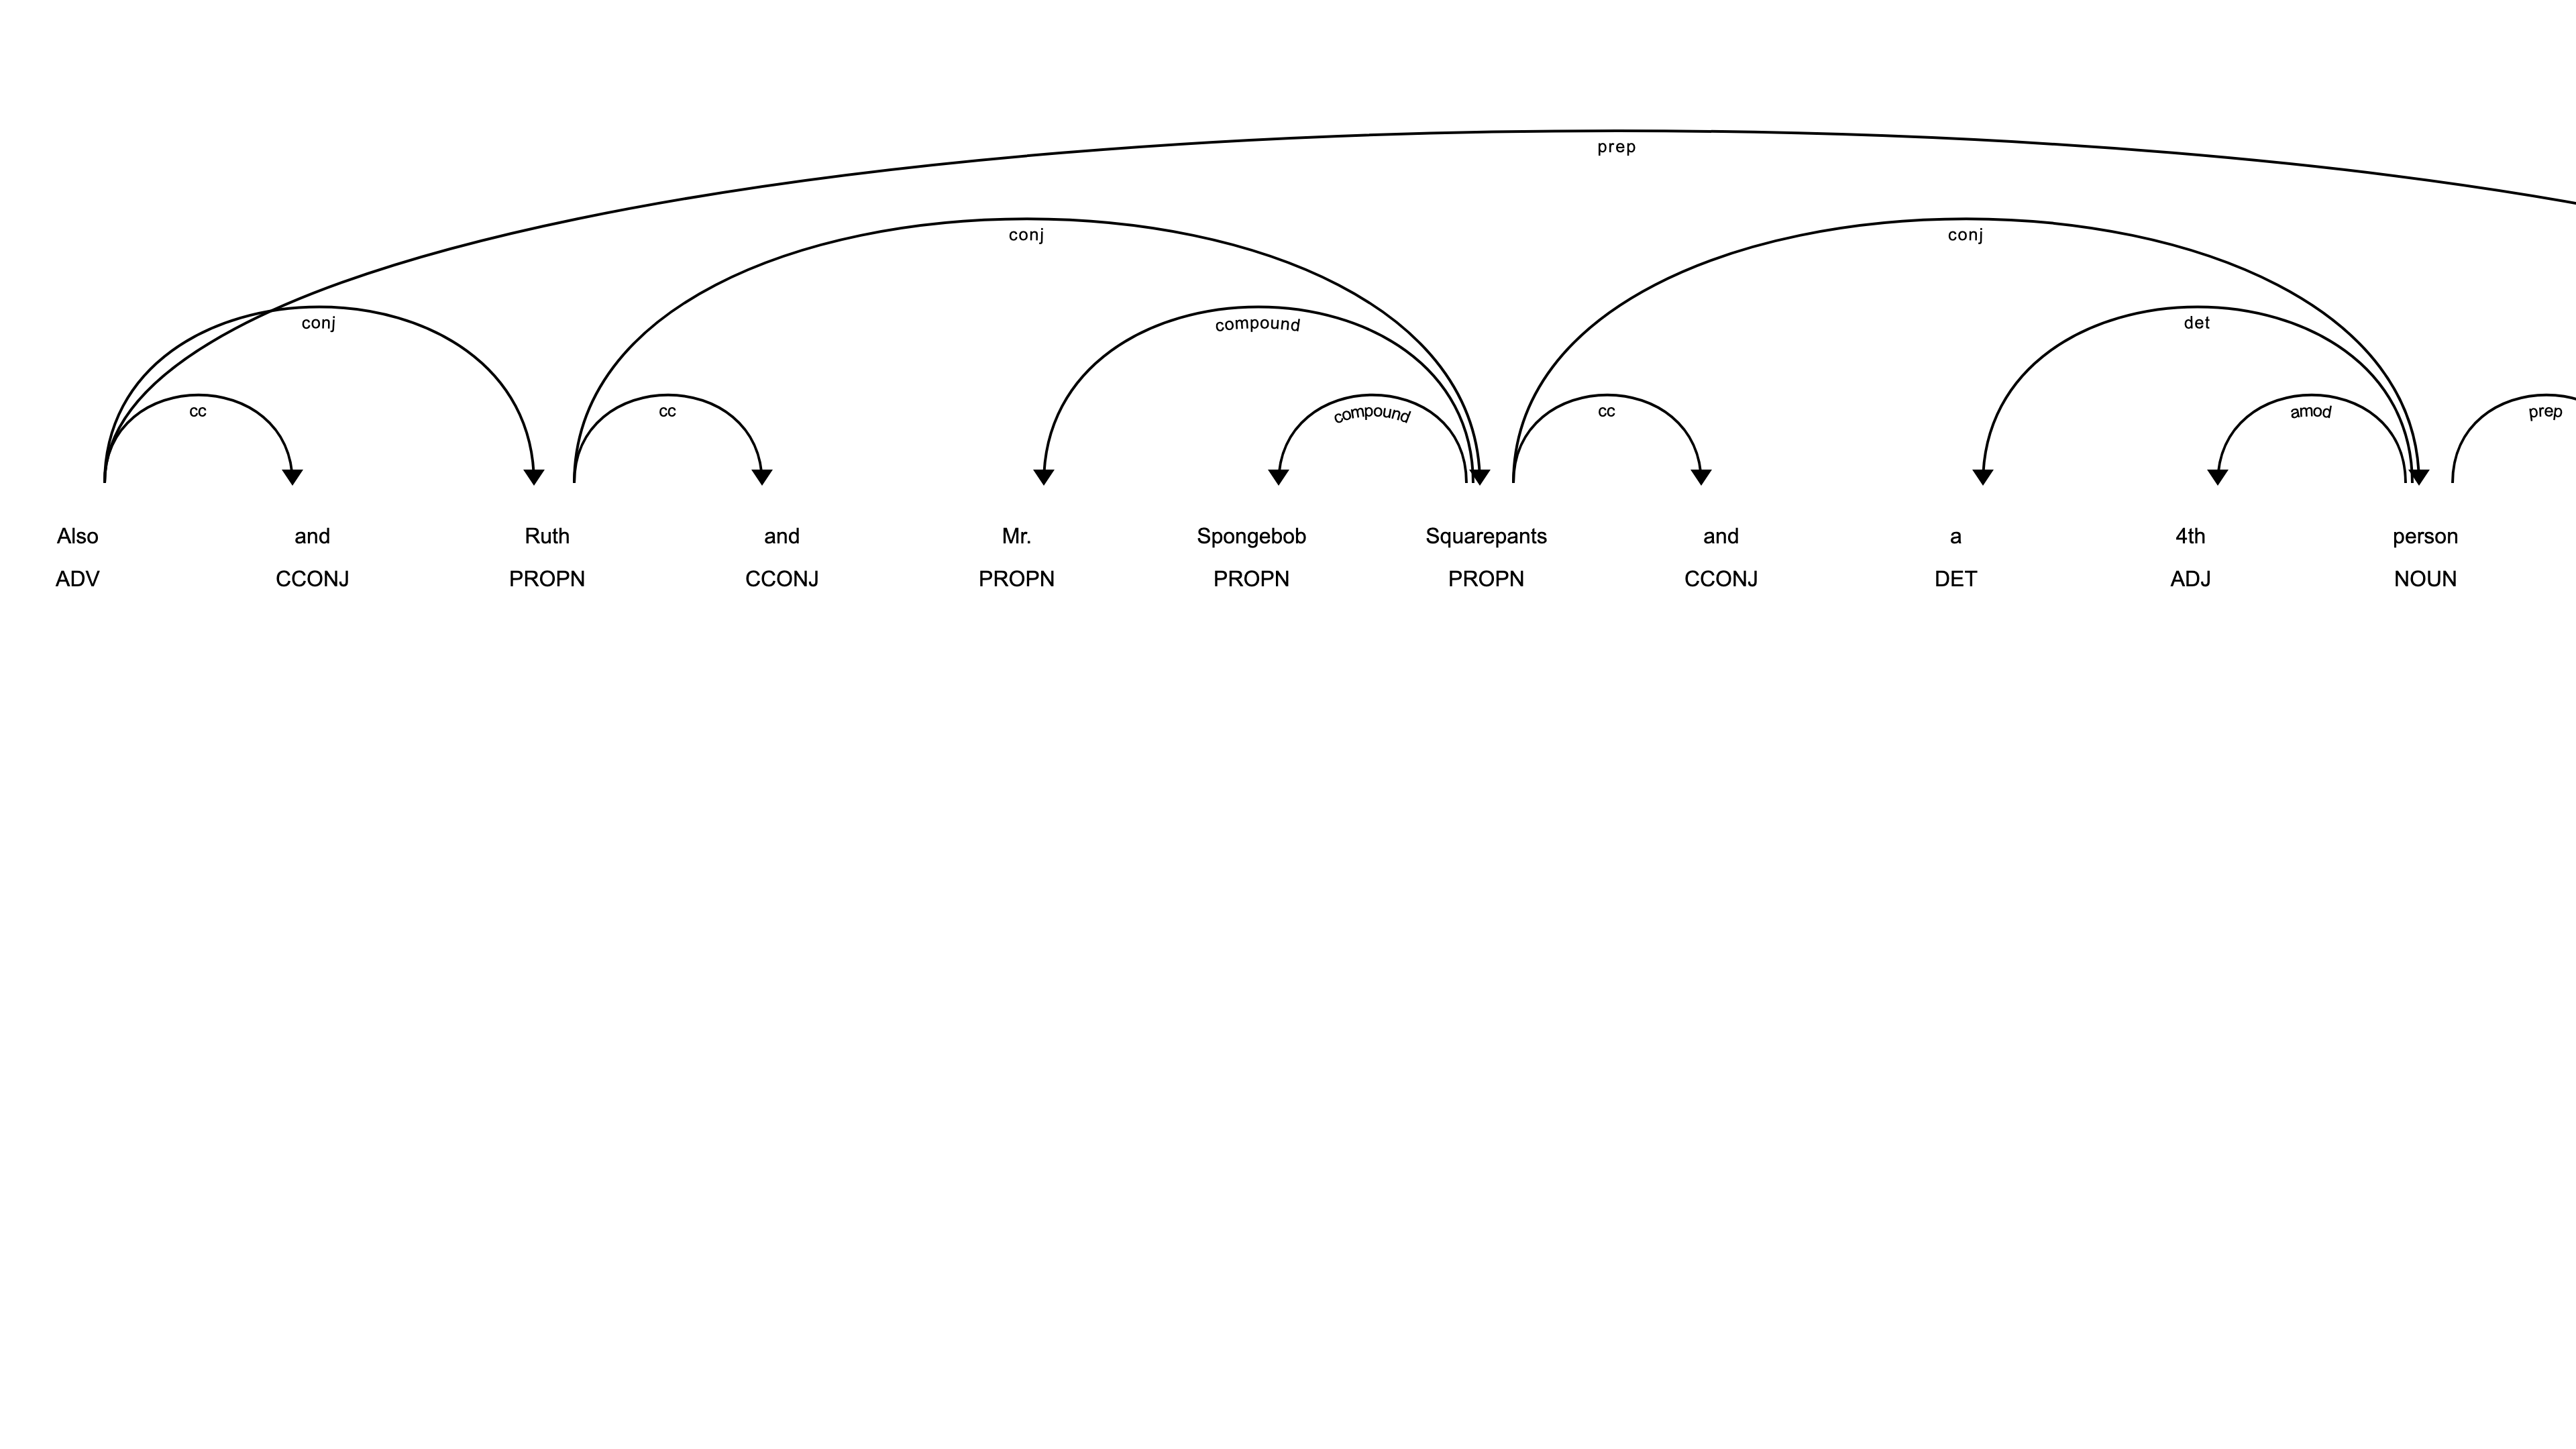 prep
conj conj
conj compound det
cc cc compound cc amod prep
Also and Ruth and Mr. Spongebob Squarepants and a 4th person
ADV CCONJ PROPN CCONJ PROPN PROPN PROPN CCONJ DET ADJ NOUN